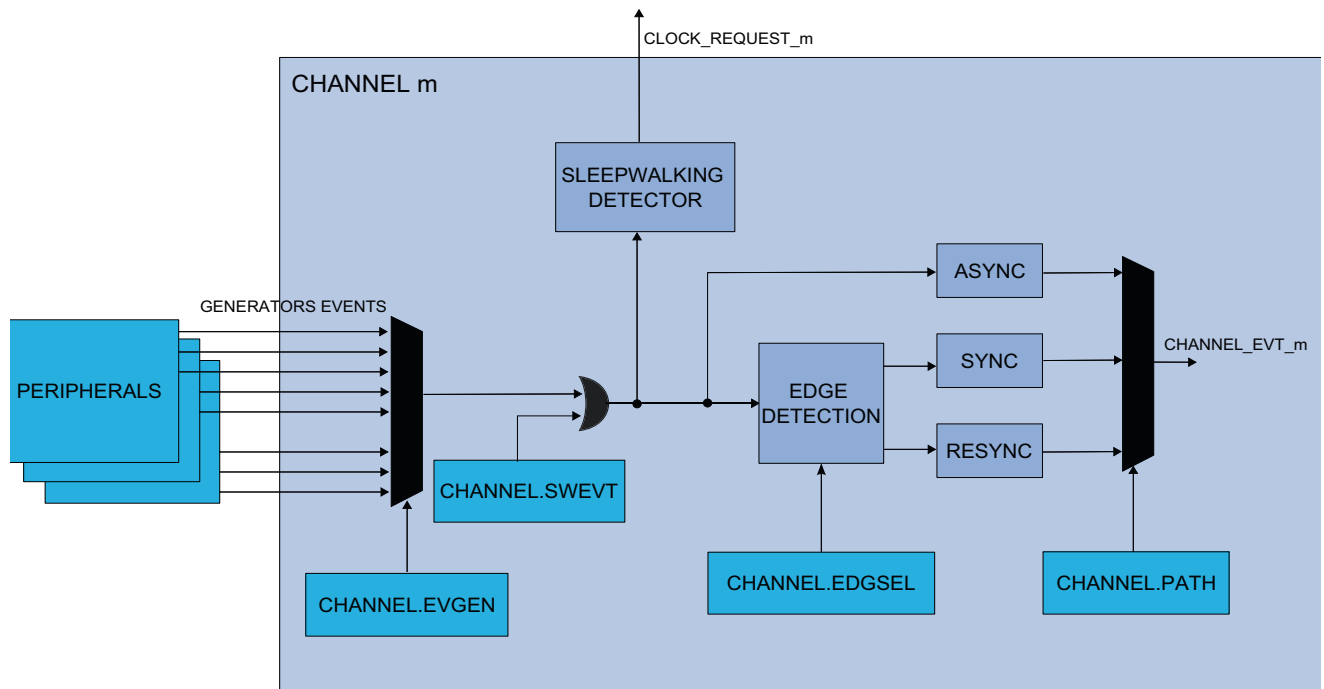 CLOCK_REQUEST_m
CHANNEL m
SLEEPWALKING
DETECTOR
ASYNC
GENERATORS EVENTS
CHANNEL_EVT_m
PERIPHERALS
EDGE
DETECTION
SYNC
RESYNC
CHANNEL.SWEVT
CHANNEL.EVGEN
CHANNEL.EDGSEL
CHANNEL.PATH